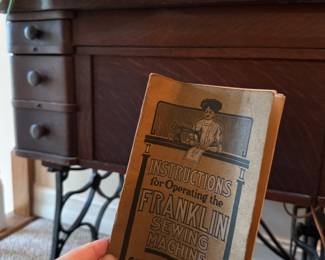 INSTRUCTIONS
for Operating the
FRANKLIN
SEWING
MACHINE